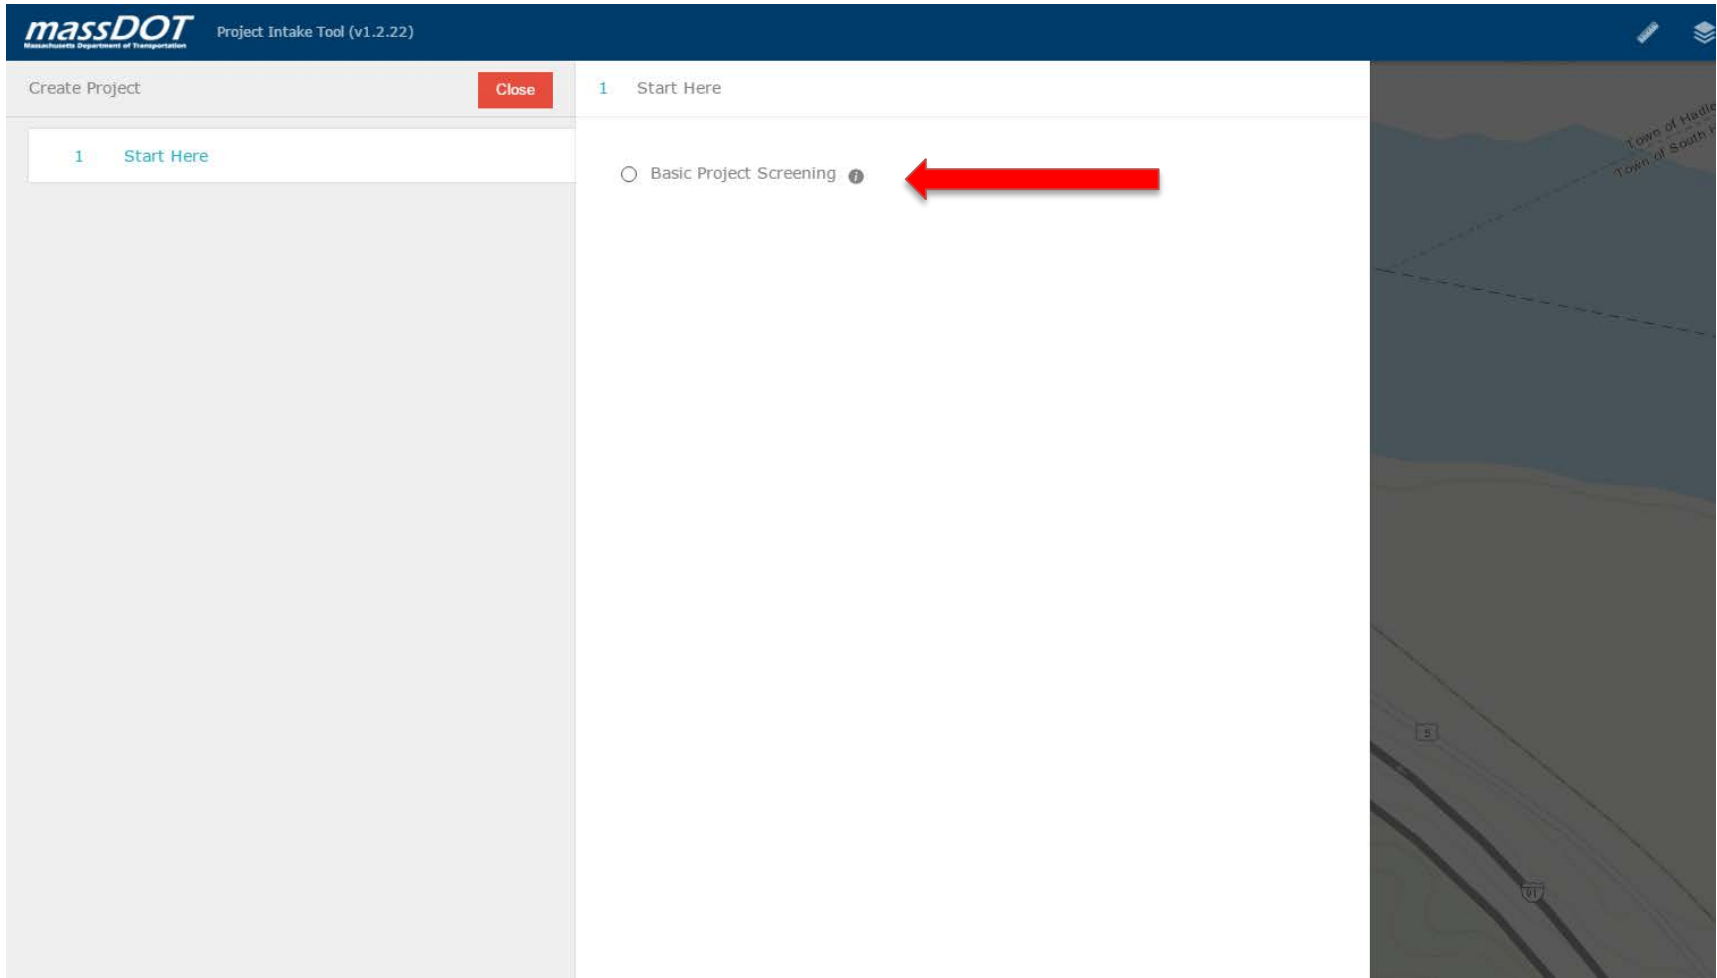 massDOT
Massachusetts Department of Transportation
Project Intake Tool (v1.2.22)
Create Project
Close
1 Start Here
1 Start Here
Basic Project Screening
Town of Hadle
Town of South H
5
91